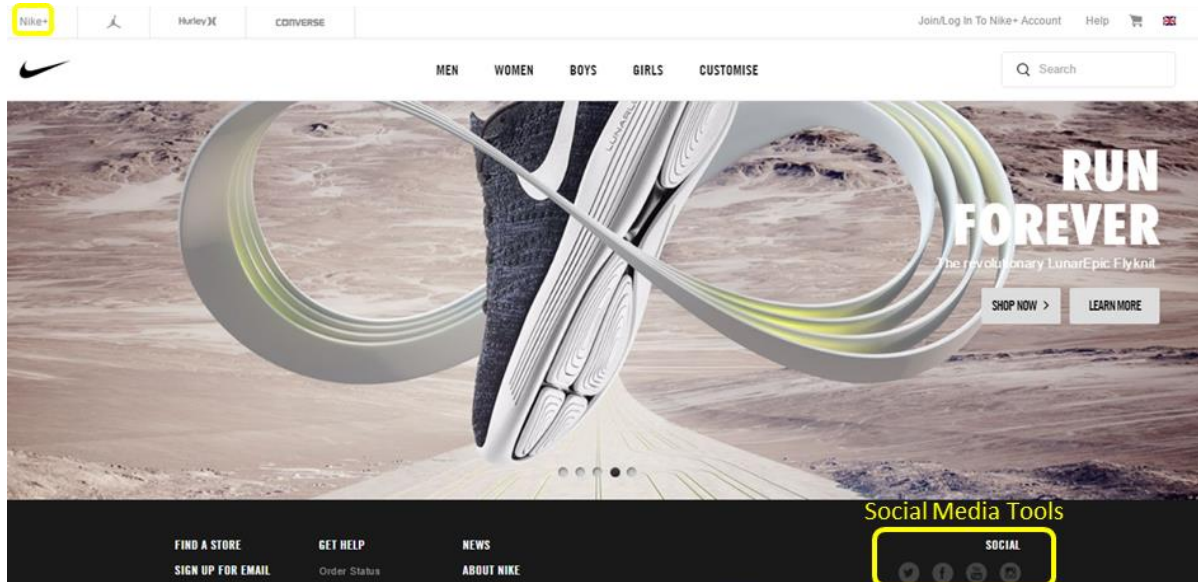 Nike+
Hurley
CONVERSE
Join/Log In To Nike+ Account Help
MEN WOMEN BOYS GIRLS CUSTOMISE
Search
LUNAR
RUN
FOREVER
The revolutionary LunarEpic Flyknit
SHOP NOW > LEARN MORE
Social Media Tools
FIND A STORE GET HELP NEWS SOCIAL
SIGN UP FOR EMAIL Order Status ABOUT NIKE